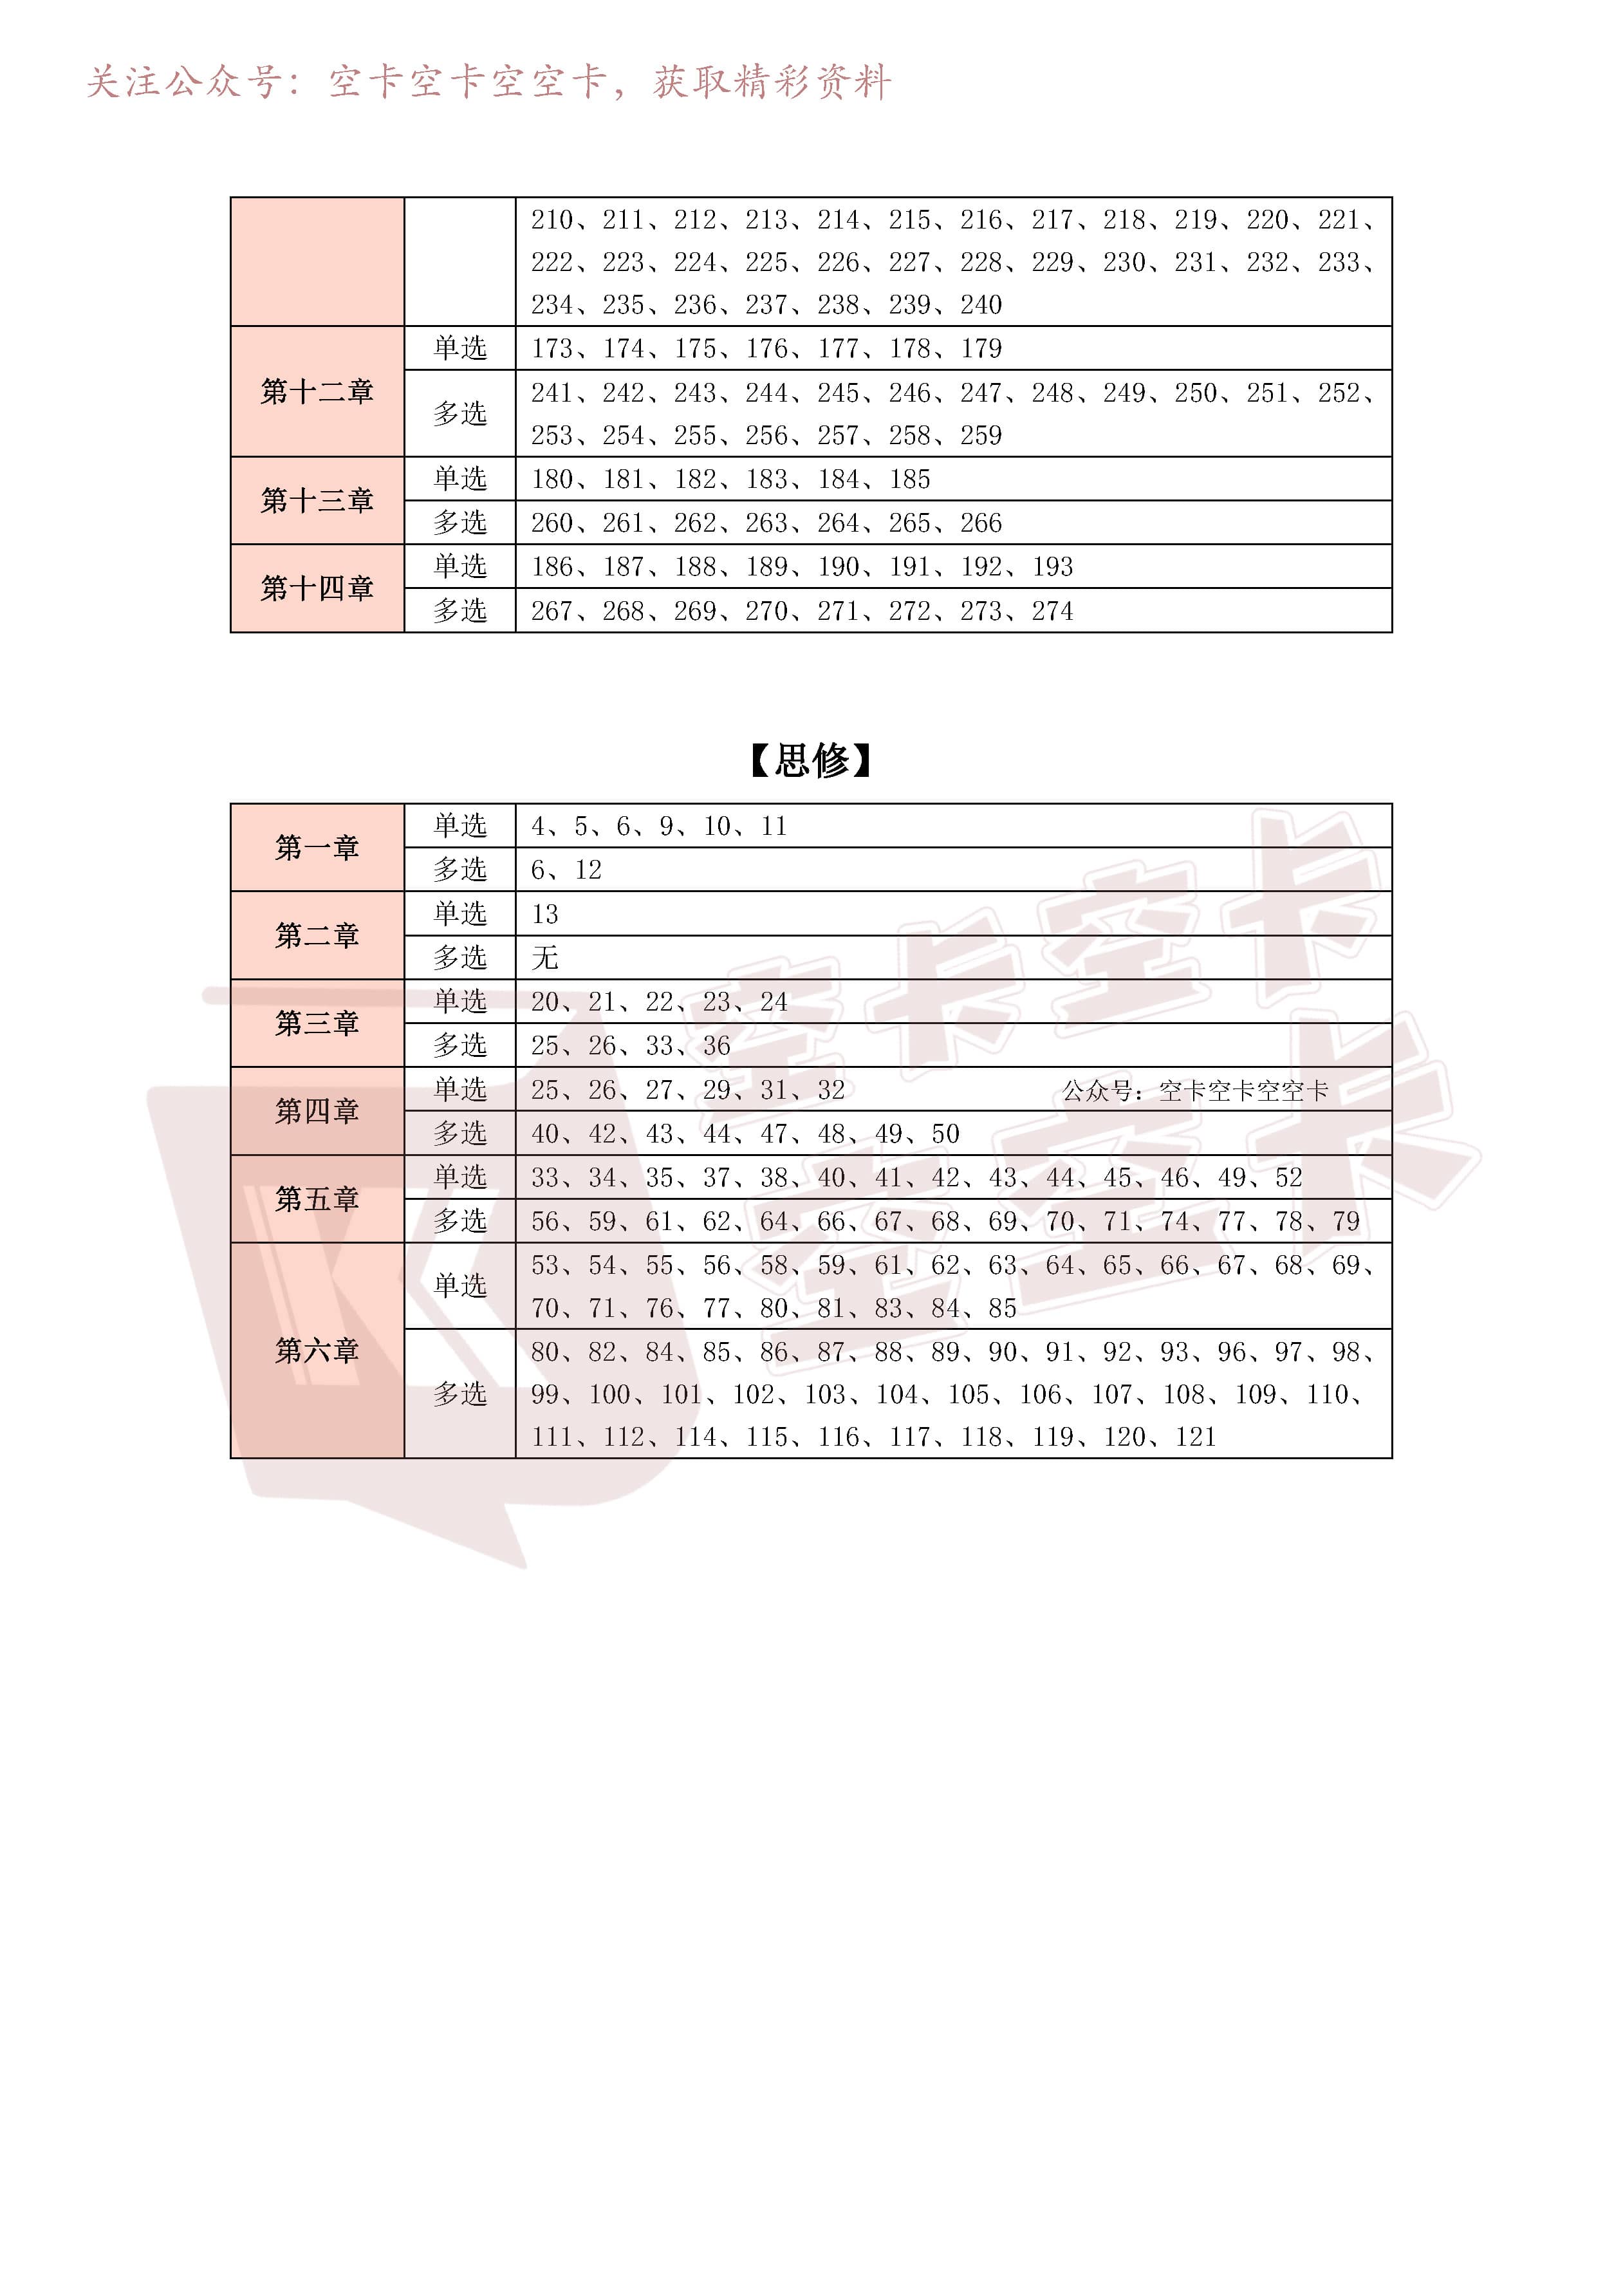 关注公众号：空卡空卡空空卡，获取精彩资料
210、211、212、213、214、215、216、217、218、219、220、221、
222、223、224、225、226、227、228、229、230、231、232、233、
234、235、236、237、238、239、240
第十二章
单选
173、174、175、176、177、178、179
多选
241、242、243、244、245、246、247、248、249、250、251、252、
253、254、255、256、257、258、259
第十三章
单选
180、181、182、183、184、185
多选
260、261、262、263、264、265、266
第十四章
单选
186、187、188、189、190、191、192、193
多选
267、268、269、270、271、272、273、274
【思修】
第一章
单选
4、5、6、9、10、11
多选
6、12
第二章
单选
13
多选
无
第三章
单选
20、21、22、23、24
多选
25、26、33、36
第四章
单选
25、26、27、29、31、32
公众号：空卡空卡空空卡
多选
40、42、43、44、47、48、49、50
第五章
单选
33、34、35、37、38、40、41、42、43、44、45、46、49、52
多选
56、59、61、62、64、66、67、68、69、70、71、74、77、78、79
第六章
单选
53、54、55、56、58、59、61、62、63、64、65、66、67、68、69、
70、71、76、77、80、81、83、84、85
多选
80、82、84、85、86、87、88、89、90、91、92、93、96、97、98、
99、100、101、102、103、104、105、106、107、108、109、110、
111、112、114、115、116、117、118、119、120、121
空卡空卡
空空卡